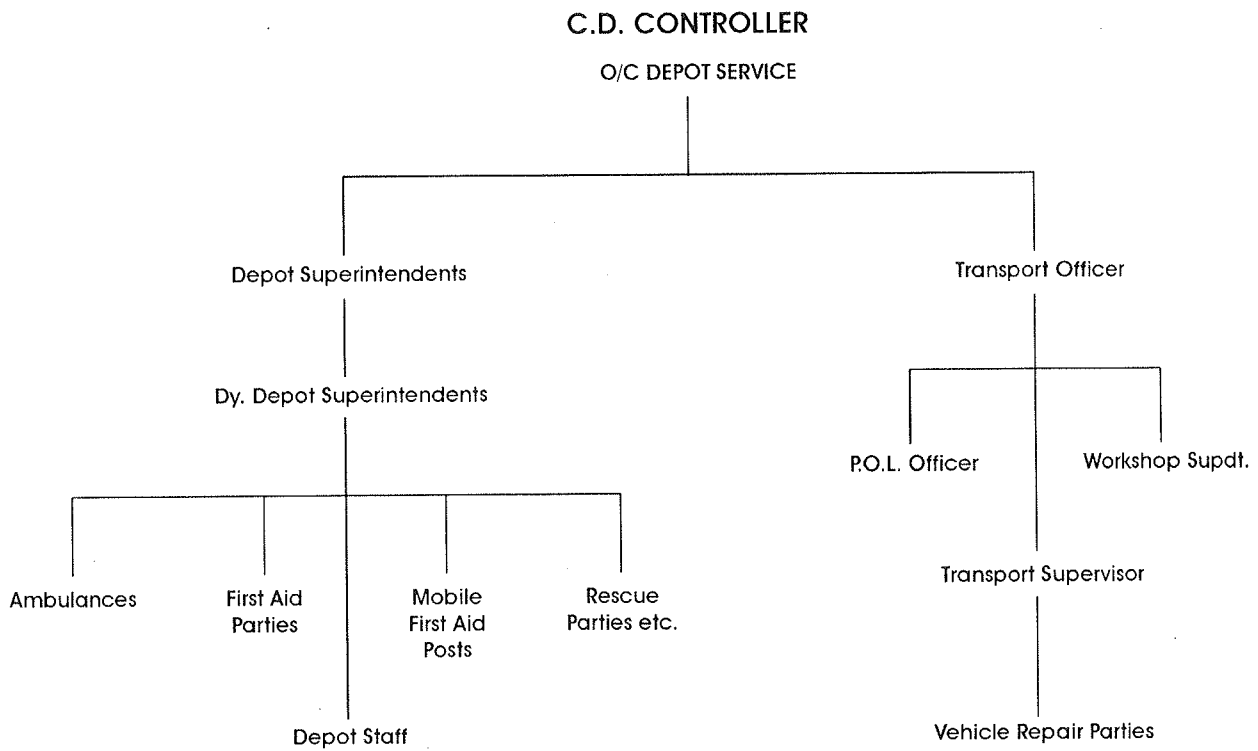 C.D. CONTROLLER
O/C DEPOT SERVICE
Depot Superintendents
Transport Officer
Dy. Depot Superintendents
P.O.L. Officer
Workshop Supdt.
Transport Supervisor
Ambulances
First Aid
Parties
Mobile
First Aid
Posts
Rescue
Parties etc.
Depot Staff
Vehicle Repair Parties